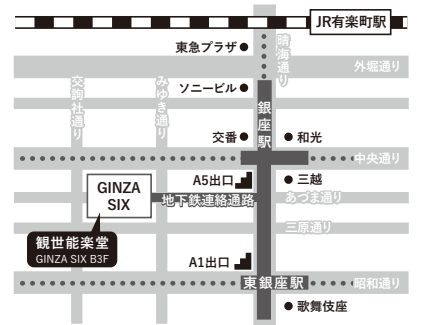 JR有楽町駅
東急プラザ
晴海通り
外堀通り
ソニービル
交詢社通り
みゆき通り
銀座駅
交番
和光
中央通り
A5出口
三越
GINZA
SIX
地下鉄連絡通路
あづま通り
三原通り
観世能楽堂
GINZA SIX B3F
A1出口
東銀座駅
昭和通り
歌舞伎座